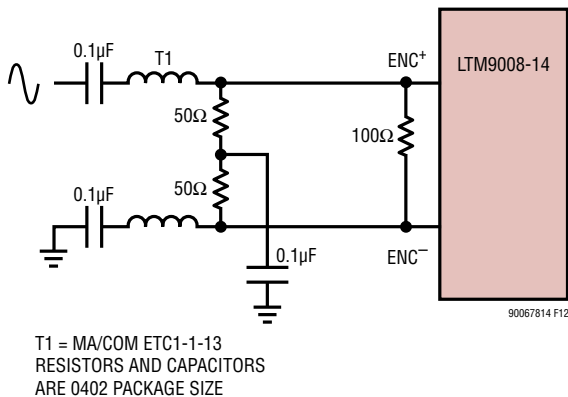 0.1µF
T1
ENC+
LTM9008-14
50Ω
100Ω
50Ω
0.1µF
0.1µF
ENC–
90067814 F12
T1 = MA/COM ETC1-1-13
RESISTORS AND CAPACITORS
ARE 0402 PACKAGE SIZE